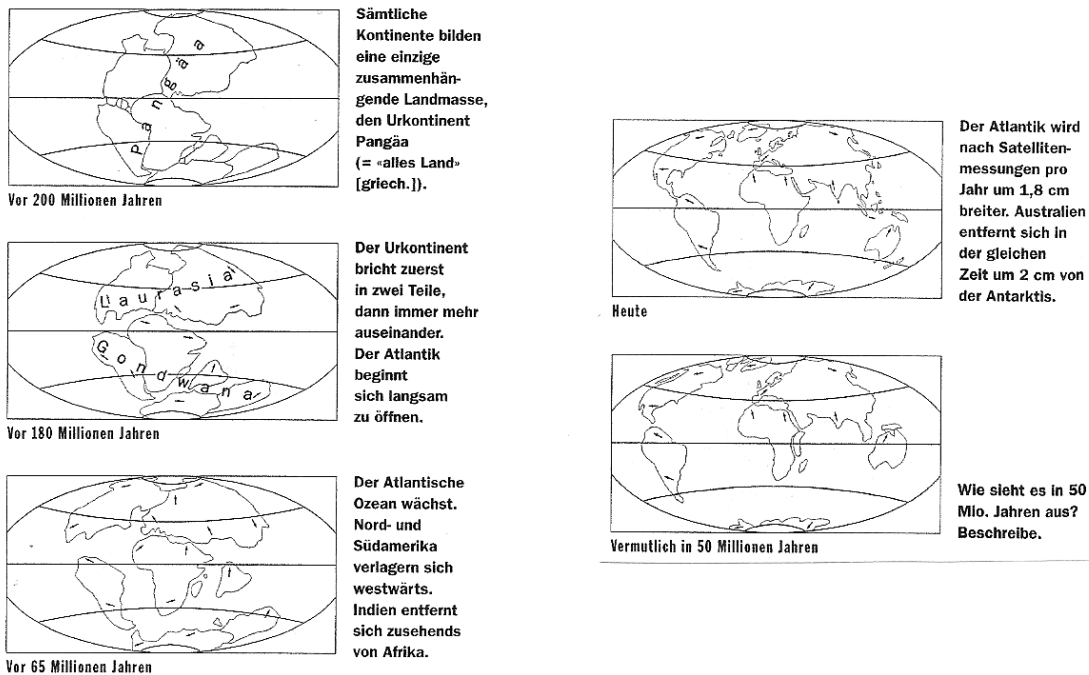 Pangäa
Sämtliche
Kontinente bilden
eine einzige
zusammenhän-
gende Landmasse,
den Urkontinent
Pangäa
(= «alles Land»
[griech.]).
Vor 200 Millionen Jahren
Laurasia
Gondwana
Der Urkontinent
bricht zuerst
in zwei Teile,
dann immer mehr
auseinander.
Der Atlantik
beginnt
sich langsam
zu öffnen.
Vor 180 Millionen Jahren
Der Atlantische
Ozean wächst.
Nord- und
Südamerika
verlagern sich
westwärts.
Indien entfernt
sich zusehends
von Afrika.
Vor 65 Millionen Jahren
Der Atlantik wird
nach Satelliten-
messungen pro
Jahr um 1,8 cm
breiter. Australien
entfernt sich in
der gleichen
Zeit um 2 cm von
der Antarktis.
Heute
Wie sieht es in 50
Mio. Jahren aus?
Beschreibe.
Vermutlich in 50 Millionen Jahren